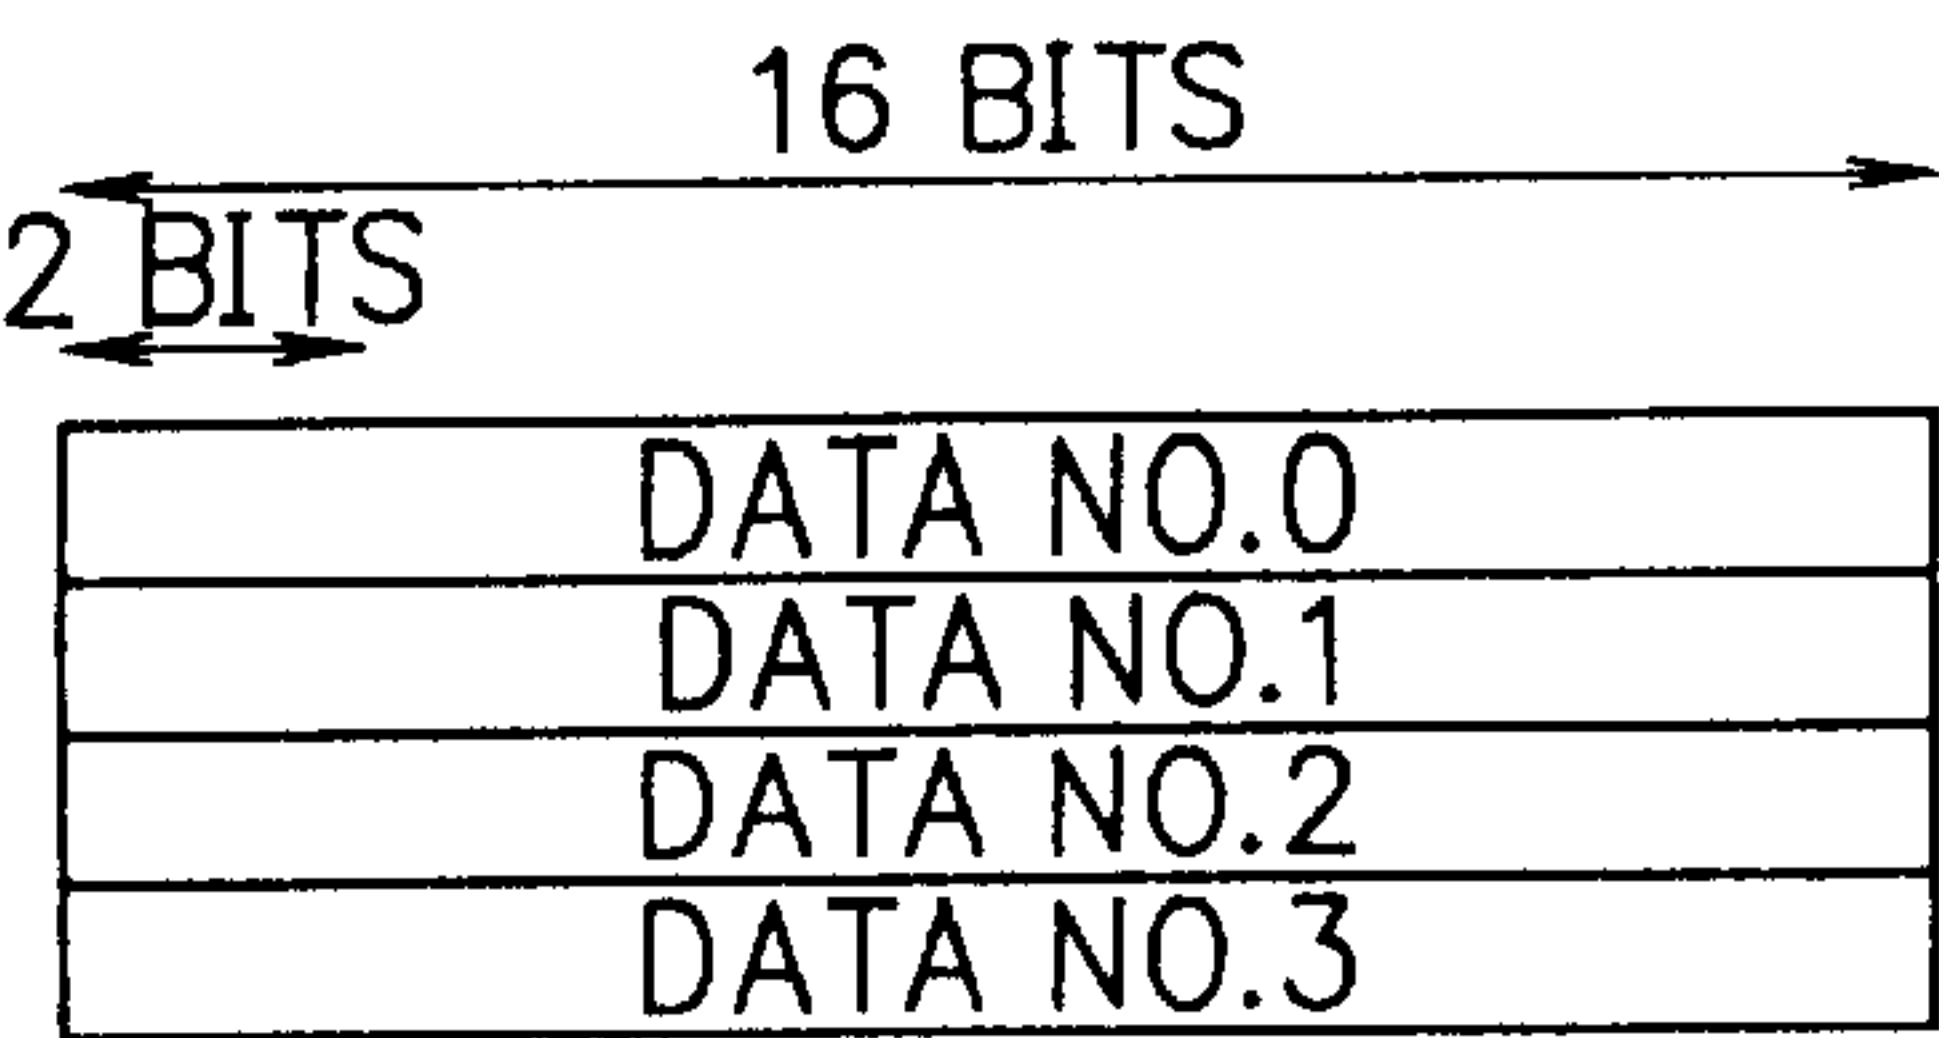 16 BITS
2 BITS
DATA NO.0
DATA NO.1
DATA NO.2
DATA NO.3